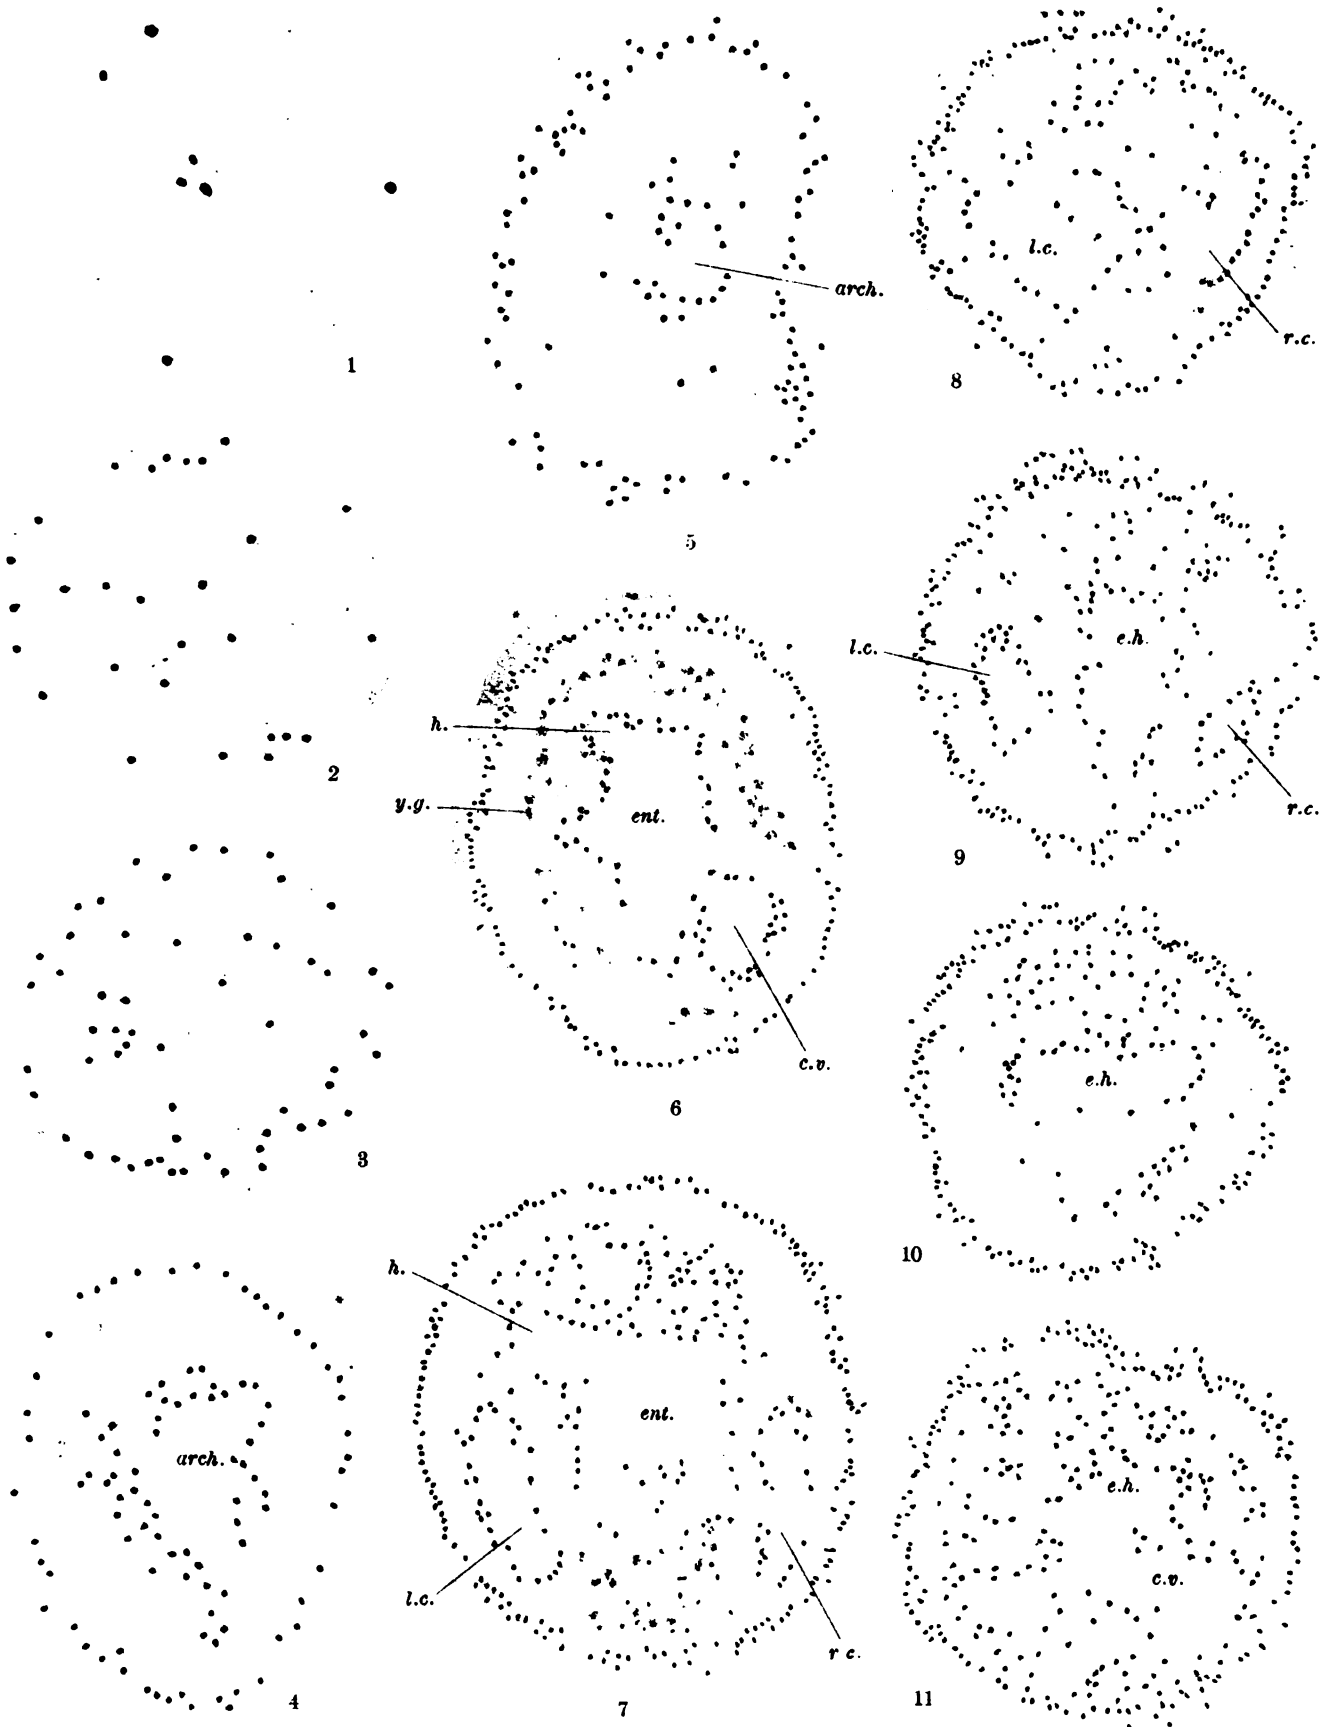 1
2
3
arch.
4
arch.
5
h.
y.g.
ent.
c.v.
6
h.
ent.
l.c.
r c.
7
l.c.
r.c.
8
l.c.
e.h.
r.c.
9
e.h.
10
e.h.
c.v.
11